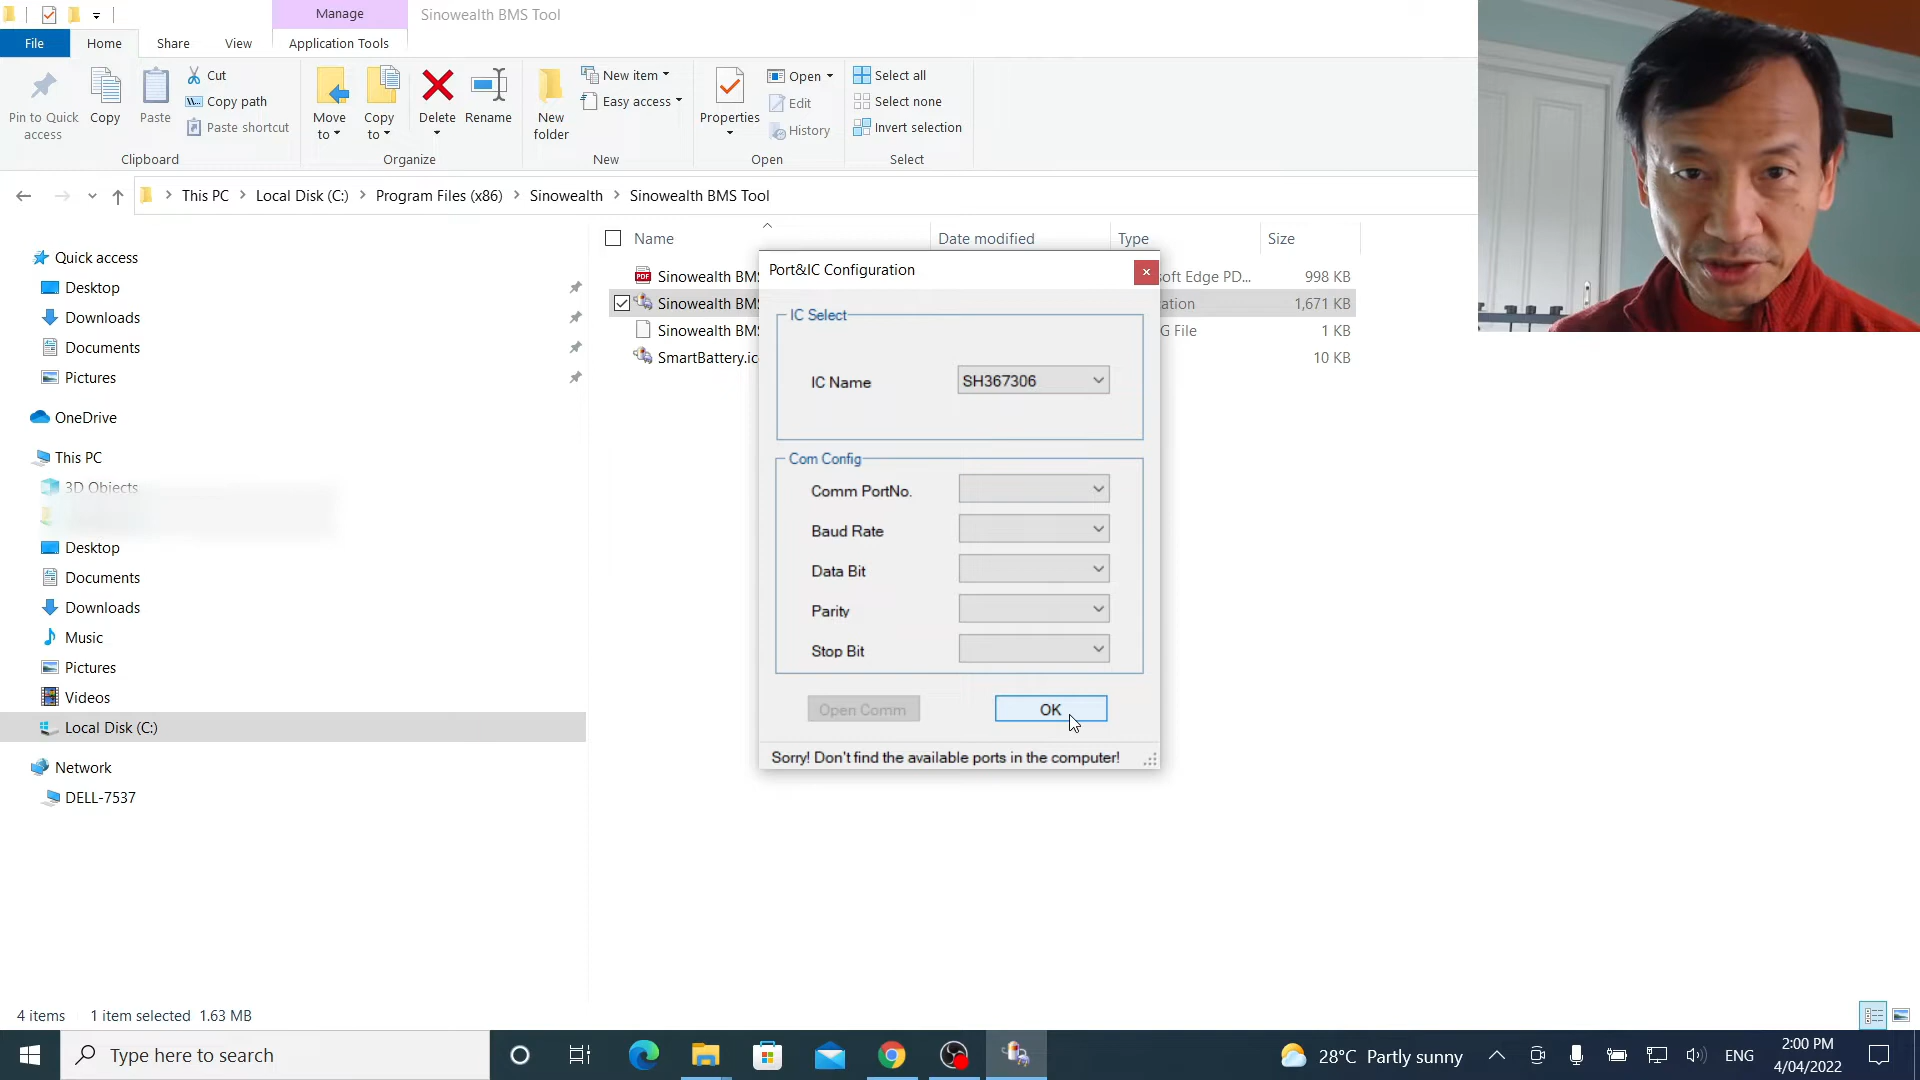 Manage
Sinowealth BMS Tool
File
Home
Share
View
Application Tools
Pin to Quick access
Copy
Paste
Cut
Copy path
Paste shortcut
Clipboard
Move to
Copy to
Delete
Rename
Organize
New folder
New item
Easy access
New
Properties
Open
Edit
History
Open
Select all
Select none
Invert selection
Select
This PC
Local Disk (C:)
Program Files (x86)
Sinowealth
Sinowealth BMS Tool
Name
Date modified
Type
Size
Sinowealth BMS
soft Edge PD...
998 KB
Sinowealth BMS
ation
1,671 KB
Sinowealth BMS
G File
1 KB
SmartBattery.ic
10 KB
Quick access
Desktop
Downloads
Documents
Pictures
OneDrive
This PC
3D Objects
Desktop
Documents
Downloads
Music
Pictures
Videos
Local Disk (C:)
Network
DELL-7537
Port&IC Configuration
IC Select
IC Name
SH367306
Com Config
Comm PortNo.
Baud Rate
Data Bit
Parity
Stop Bit
Open Comm
OK
Sorry! Don't find the available ports in the computer!
4 items
1 item selected 1.63 MB
Type here to search
28°C Partly sunny
ENG
2:00 PM
4/04/2022